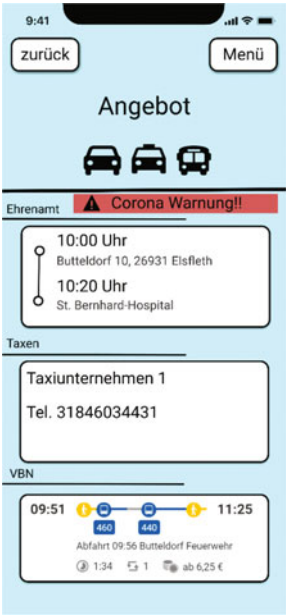 9:41
zurück
Menü
Angebot
Ehrenamt
Corona Warnung!!
10:00 Uhr
Butteldorf 10, 26931 Elsfleth
10:20 Uhr
St. Bernhard-Hospital
Taxen
Taxiunternehmen 1
Tel. 31846034431
VBN
09:51 11:25
460 440
Abfahrt 09:56 Butteldorf Feuerwehr
1:34 1 ab 6,25 €